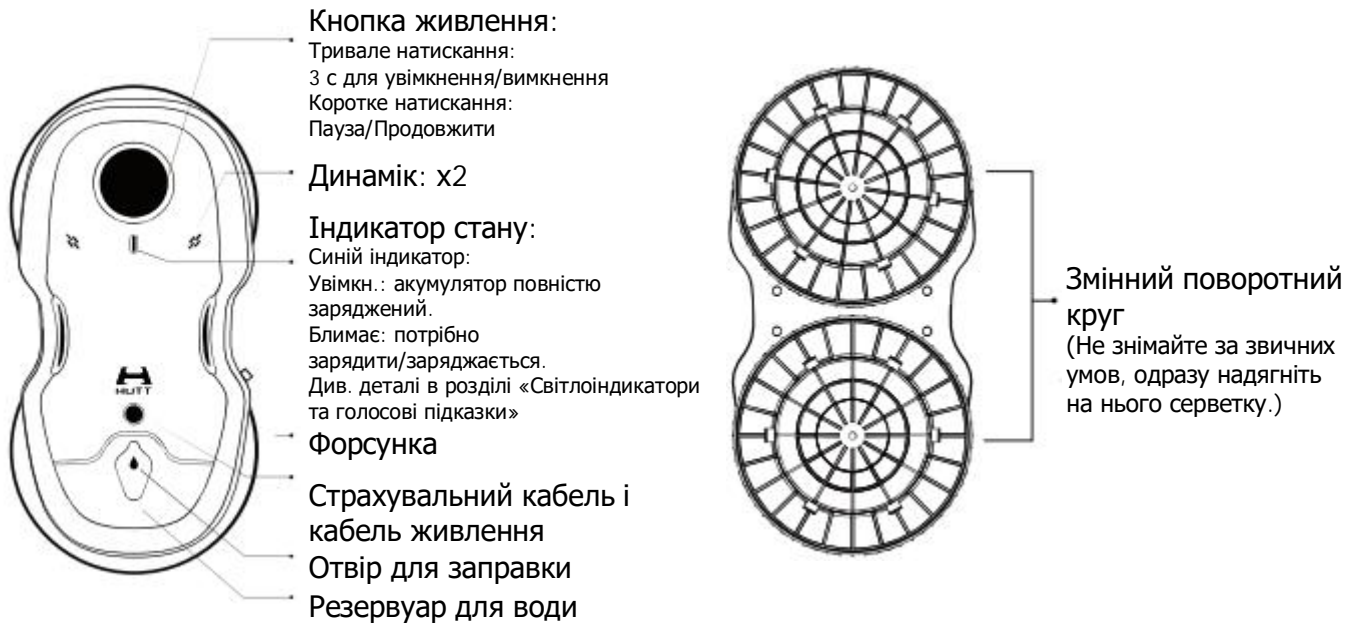 Кнопка живлення:
Тривале натискання:
3 с для увімкнення/вимкнення
Коротке натискання:
Пауза/Продовжити
Динамік: x2
Індикатор стану:
Синій індикатор:
Увімкн.: акумулятор повністю
заряджений.
Блимає: потрібно
зарядити/заряджається.
Див. деталі в розділі «Світлоіндикатори
та голосові підказки»
Форсунка
Страхувальний кабель і
кабель живлення
Отвір для заправки
Резервуар для води
HUTT
Змінний поворотний
круг
(Не знімайте за звичних
умов, одразу надягніть
на нього серветку.)